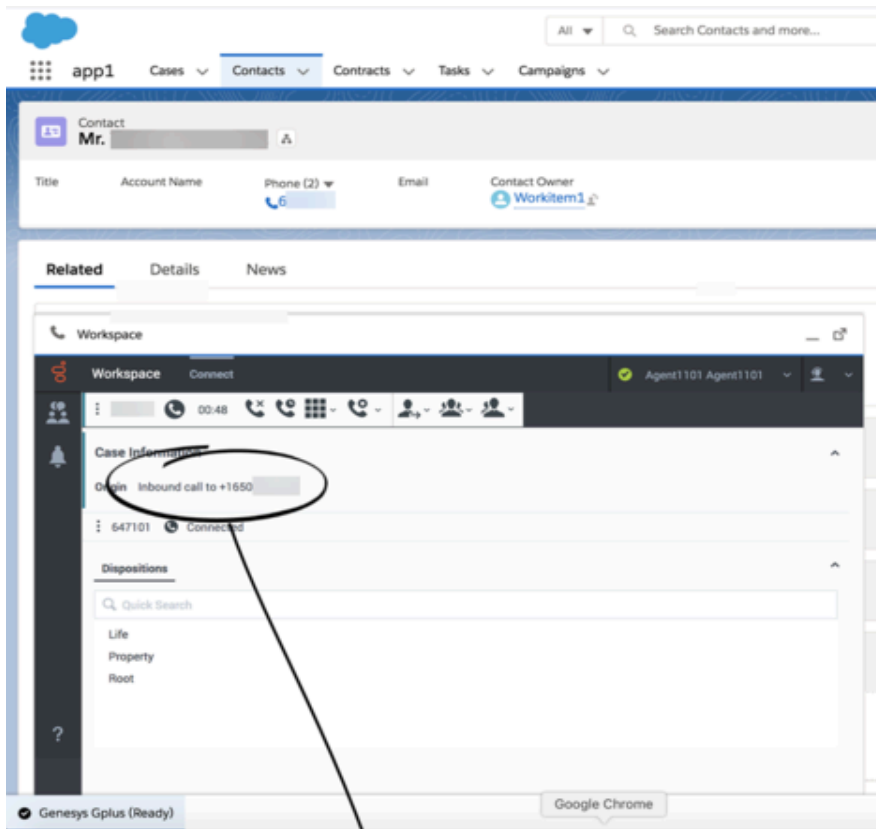 All Search Contacts and more...
app1 Cases Contacts Contracts Tasks Campaigns
Contact
Mr.
Title Account Name Phone (2) Email Contact Owner
6 Workitem1
Related Details News
Workspace
Workspace Connect Agent1101 Agent1101
00:48
Case Information
Origin Inbound call to +1650
647101 Connected
Dispositions
Quick Search
Life
Property
Root
?
Google Chrome
Genesys Gplus (Ready)